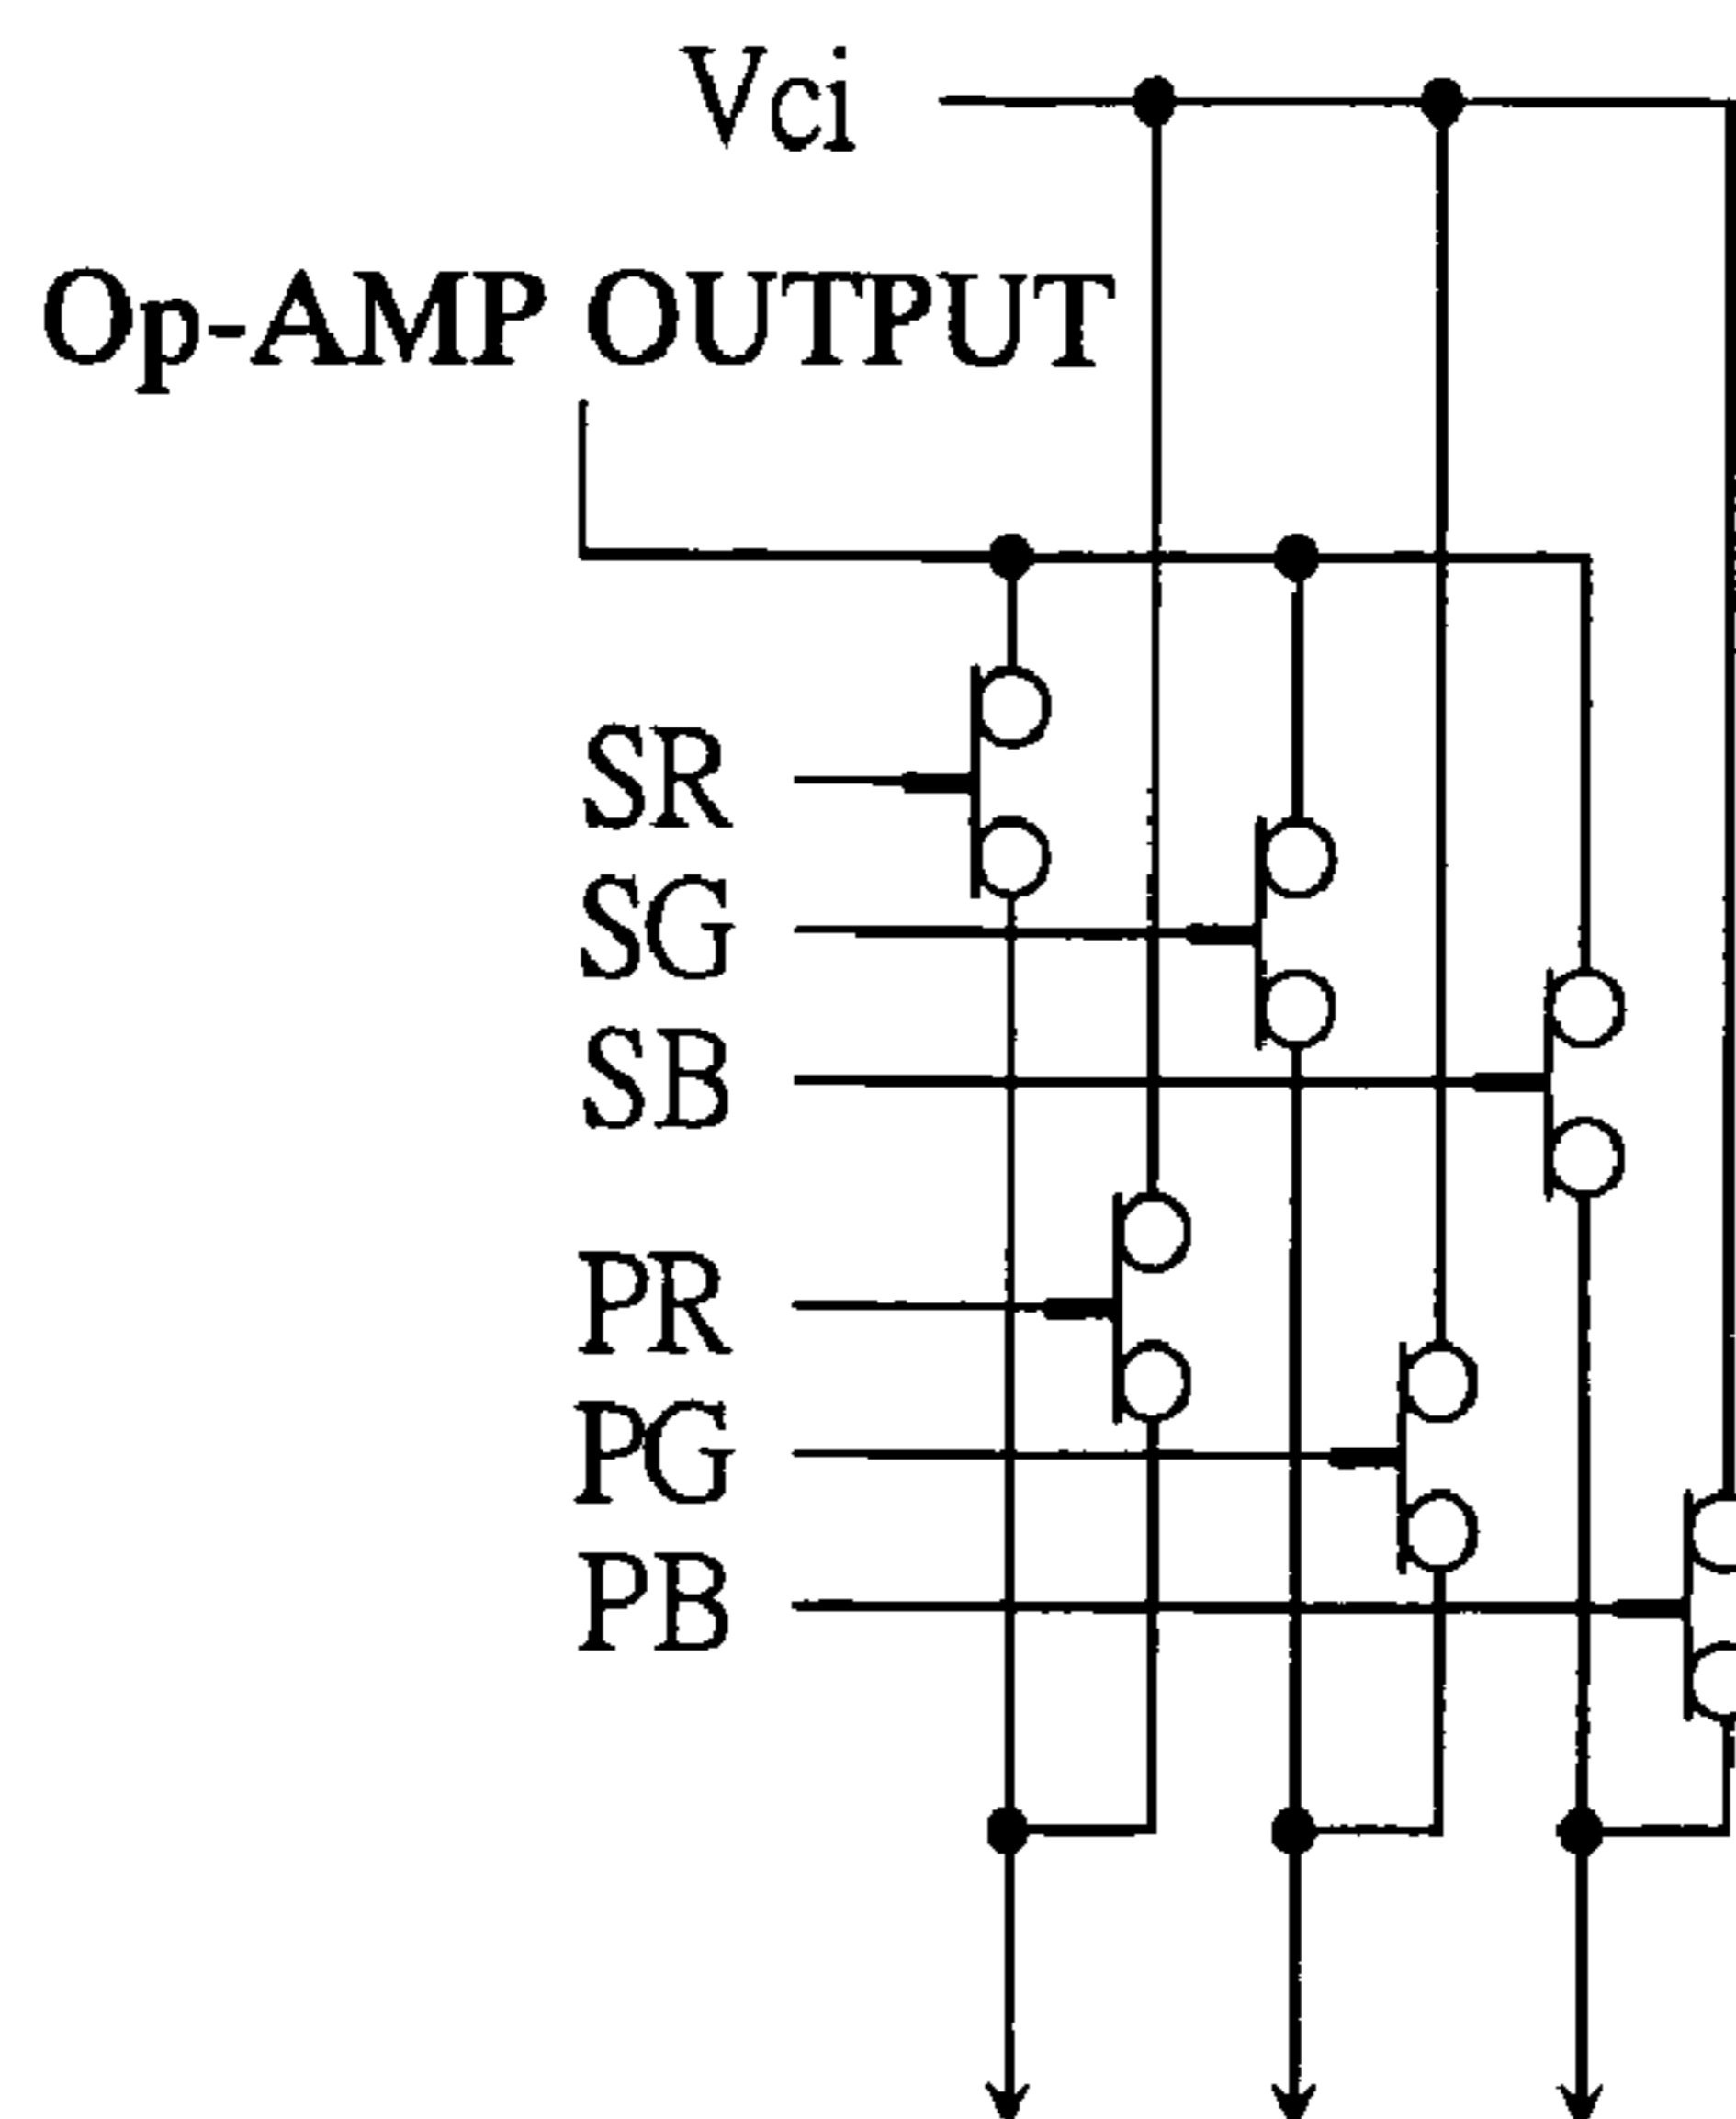 Vci
Op-AMP OUTPUT
SR
SG
SB
PR
PG
PB